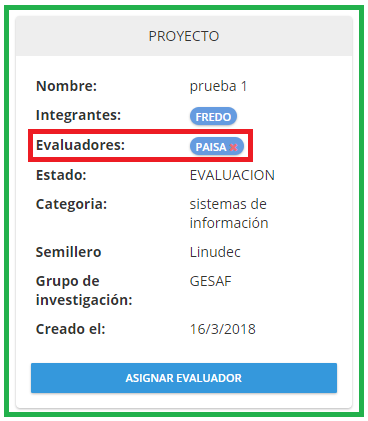 PROYECTO
Nombre: prueba 1
Integrantes: FREDO
Evaluadores: PAISA ×
Estado: EVALUACION
Categoria: sistemas de
información
Semillero Linudec
Grupo de GESAF
investigación:
Creado el: 16/3/2018
ASIGNAR EVALUADOR